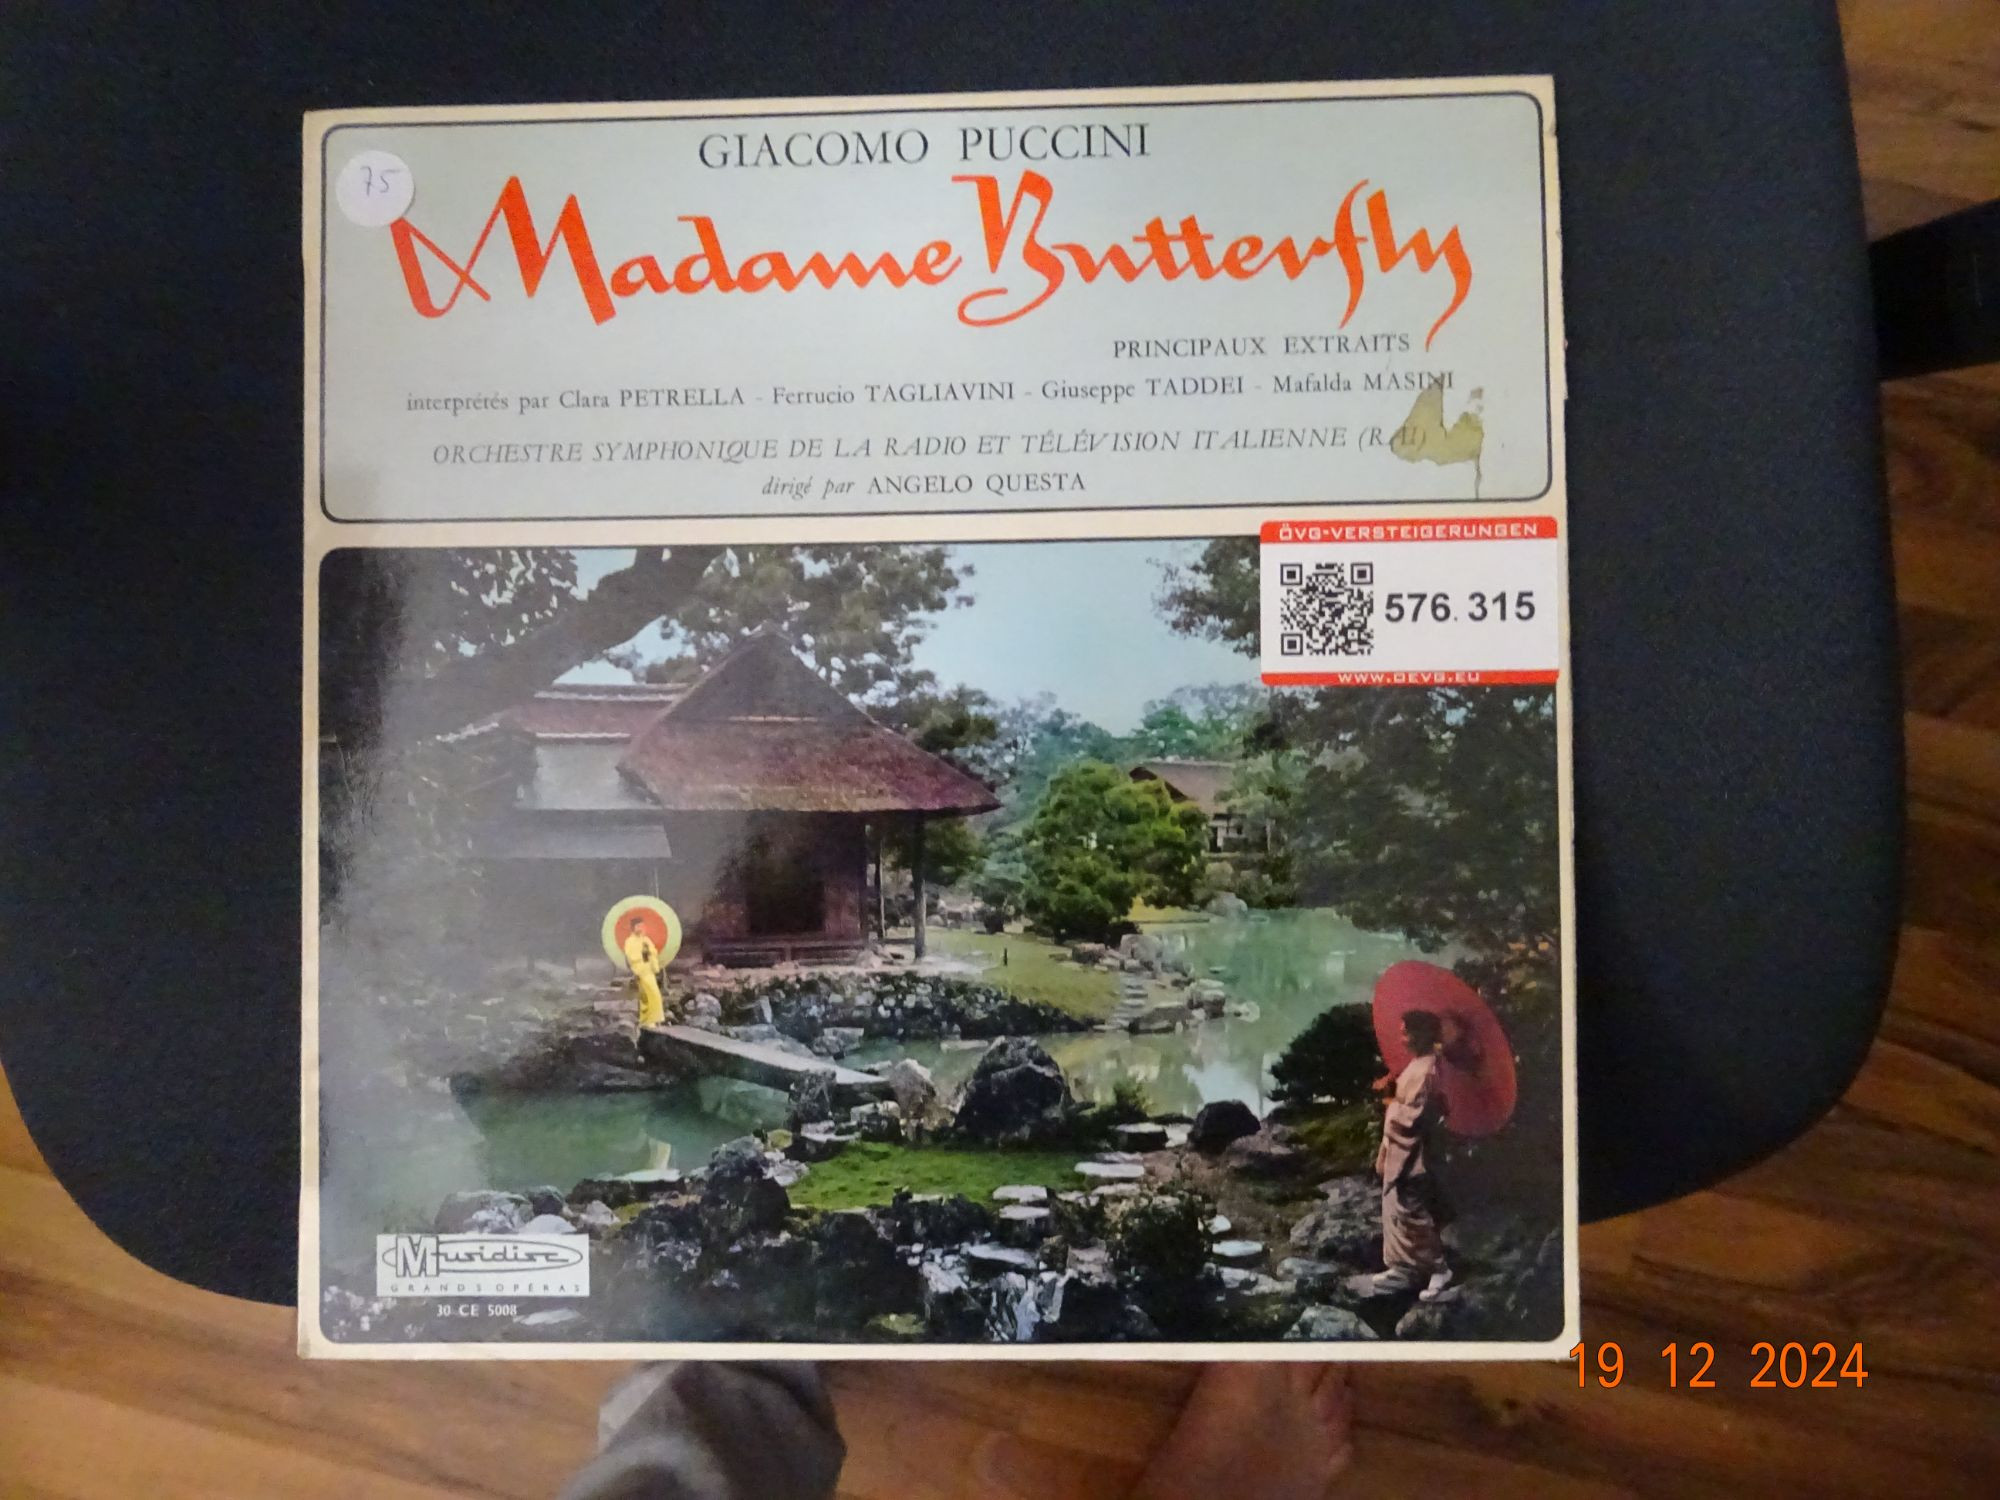 GIACOMO PUCCINI
75
Madame Butterfly
PRINCIPAUX EXTRAITS
interprétés par Clara PETRELLA - Ferrucio TAGLIAVINI - Giuseppe TADDEI - Mafalda MASINI
ORCHESTRE SYMPHONIQUE DE LA RADIO ET TÉLÉVISION ITALIENNE (RAI)
dirigé par ANGELO QUESTA
ÖVG-VERSTEIGERUNGEN
576.315
WWW.OEVG.EU
Musidisc
GRANDS OPÉRAS
30 CE 5008
19 12 2024